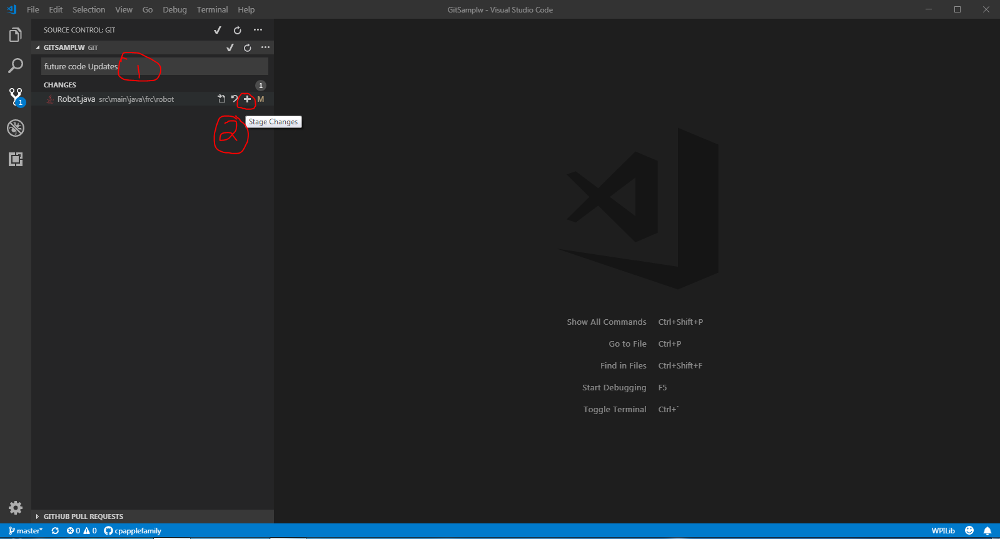 File Edit Selection View Go Debug Terminal Help GitSamplw - Visual Studio Code
SOURCE CONTROL: GIT
GITSAMPLW GIT
future code Updates
1
CHANGES 1
Robot.java src\main\java\frc\robot M
1
Stage Changes
2
Show All Commands Ctrl+Shift+P
Go to File Ctrl+P
Find in Files Ctrl+Shift+F
Start Debugging F5
Toggle Terminal Ctrl+`
GITHUB PULL REQUESTS
master* 0 0 cpapplefamily WPILib